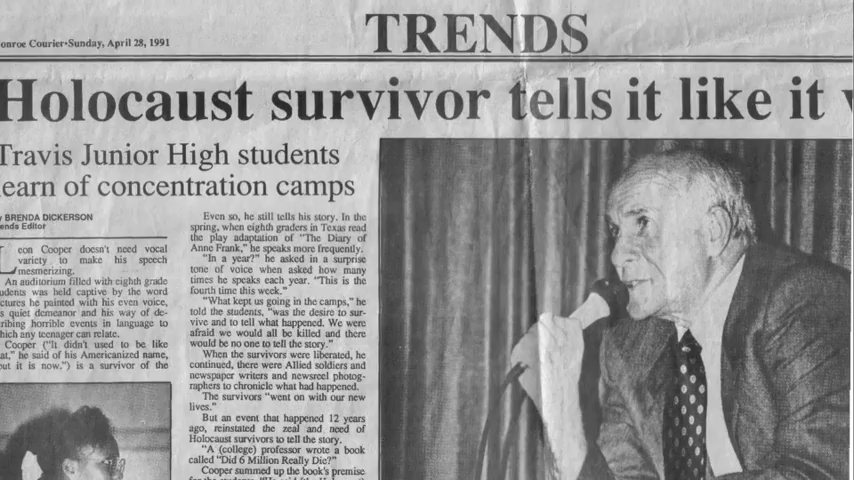 onroe Courier•Sunday, April 28, 1991
TRENDS
Holocaust survivor tells it like it
Travis Junior High students
earn of concentration camps
y BRENDA DICKERSON
ends Editor
Leon Cooper doesn't need vocal
variety to make his speech
mesmerizing.
An auditorium filled with eighth grade
udents was held captive by the word
ctures he painted with his even voice,
s quiet demeanor and his way of de-
ribing horrible events in language to
hich any teenager can relate.
Cooper ("It didn't used to be like
at," he said of his Americanized name,
out it is now.") is a survivor of the
Even so, he still tells his story. In the
spring, when eighth graders in Texas read
the play adaptation of "The Diary of
Anne Frank," he speaks more frequently.
"In a year?" he asked in a surprise
tone of voice when asked how many
times he speaks each year. "This is the
fourth time this week."
"What kept us going in the camps," he
told the students, "was the desire to sur-
vive and to tell what happened. We were
afraid we would all be killed and there
would be no one to tell the story."
When the survivors were liberated, he
continued, there were Allied soldiers and
newspaper writers and newsreel photog-
raphers to chronicle what had happened.
The survivors "went on with our new
lives."
But an event that happened 12 years
ago, reinstated the zeal and need of
Holocaust survivors to tell the story.
"A (college) professor wrote a book
called "Did 6 Million Really Die?"
Cooper summed up the book's premise